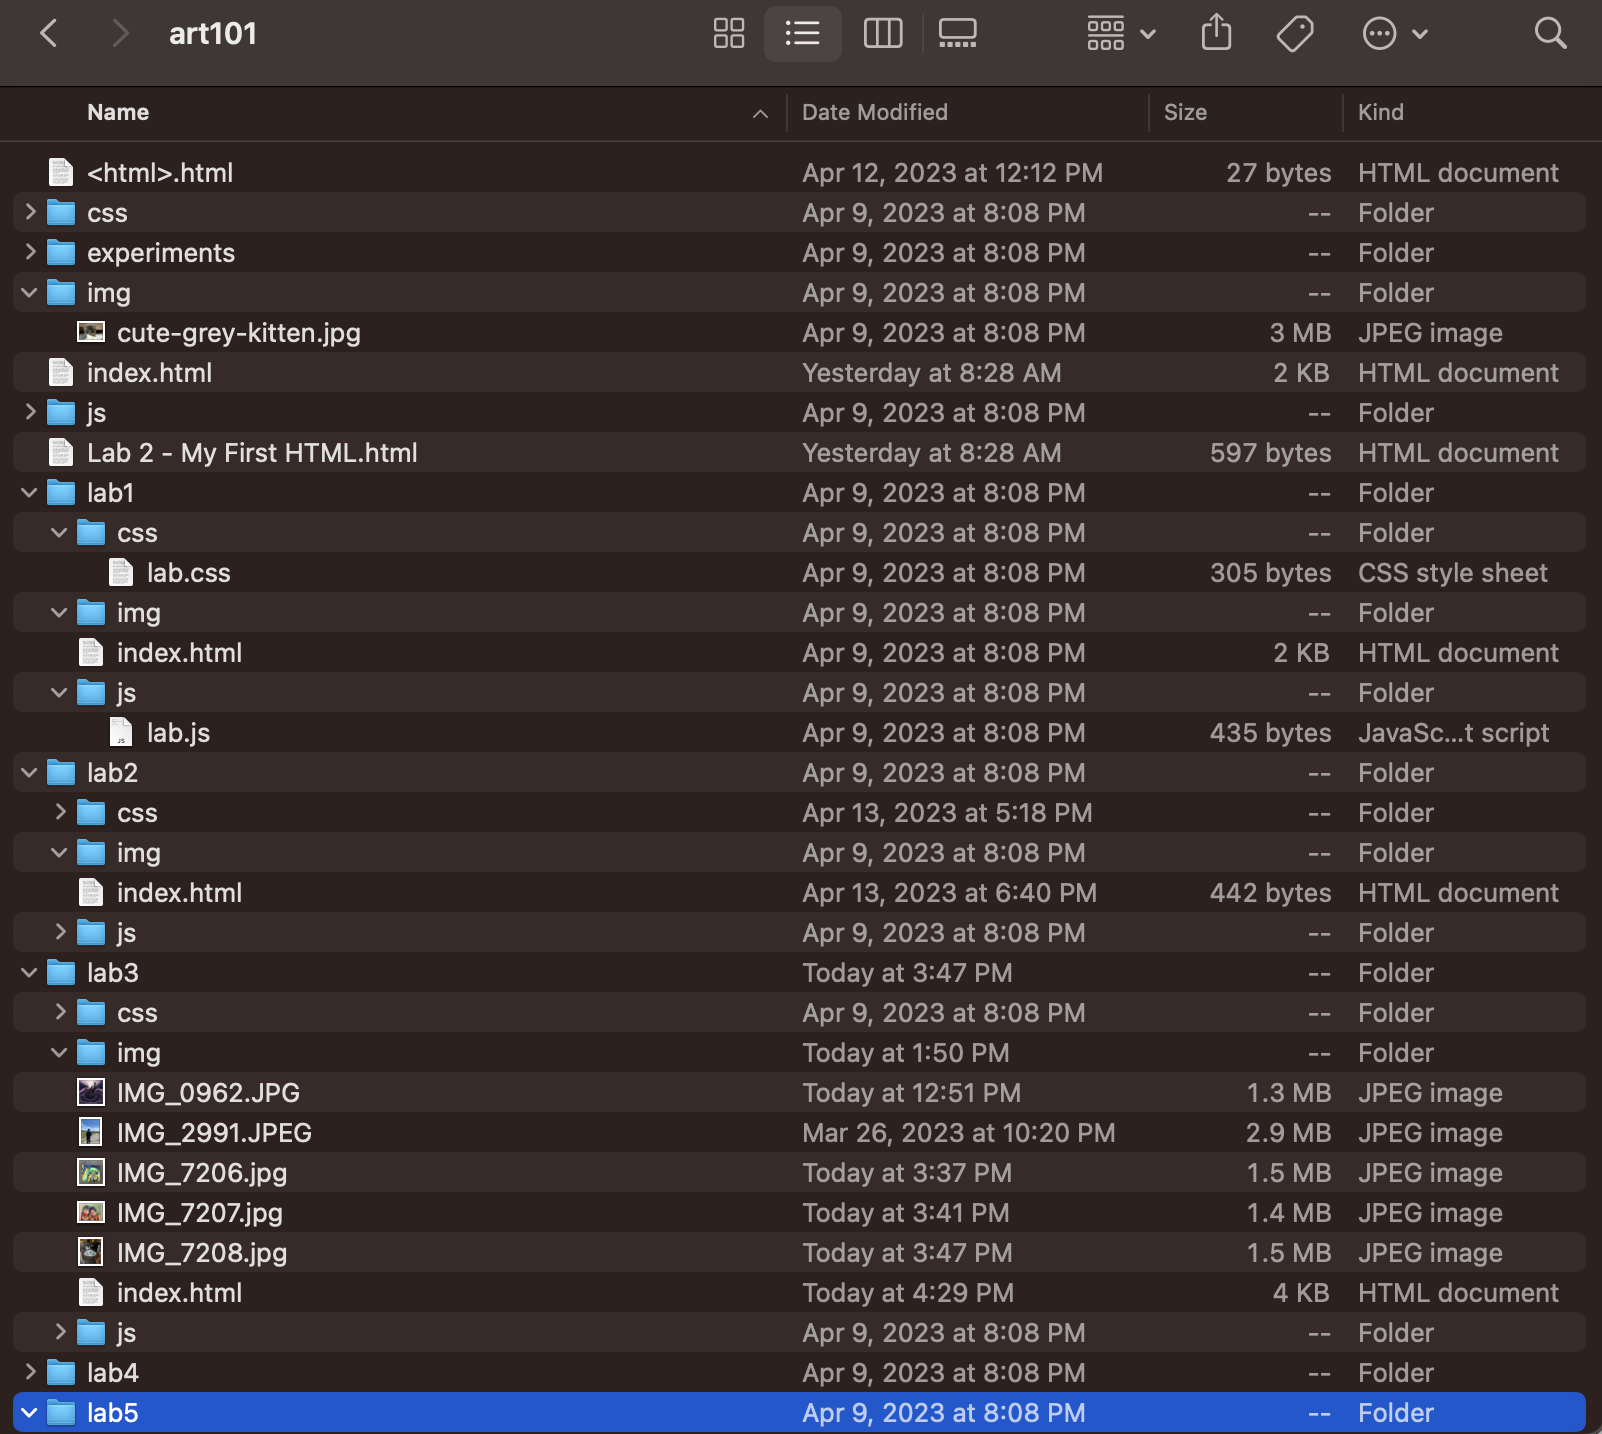 art101
Name Date Modified Size Kind
<html>.html Apr 12, 2023 at 12:12 PM 27 bytes HTML document
css Apr 9, 2023 at 8:08 PM -- Folder
experiments Apr 9, 2023 at 8:08 PM -- Folder
img Apr 9, 2023 at 8:08 PM -- Folder
cute-grey-kitten.jpg Apr 9, 2023 at 8:08 PM 3 MB JPEG image
index.html Yesterday at 8:28 AM 2 KB HTML document
js Apr 9, 2023 at 8:08 PM -- Folder
Lab 2 - My First HTML.html Yesterday at 8:28 AM 597 bytes HTML document
lab1 Apr 9, 2023 at 8:08 PM -- Folder
css Apr 9, 2023 at 8:08 PM -- Folder
lab.css Apr 9, 2023 at 8:08 PM 305 bytes CSS style sheet
img Apr 9, 2023 at 8:08 PM -- Folder
index.html Apr 9, 2023 at 8:08 PM 2 KB HTML document
js Apr 9, 2023 at 8:08 PM -- Folder
lab.js Apr 9, 2023 at 8:08 PM 435 bytes JavaSc...t script
lab2 Apr 9, 2023 at 8:08 PM -- Folder
css Apr 13, 2023 at 5:18 PM -- Folder
img Apr 9, 2023 at 8:08 PM -- Folder
index.html Apr 13, 2023 at 6:40 PM 442 bytes HTML document
js Apr 9, 2023 at 8:08 PM -- Folder
lab3 Today at 3:47 PM -- Folder
css Apr 9, 2023 at 8:08 PM -- Folder
img Today at 1:50 PM -- Folder
IMG_0962.JPG Today at 12:51 PM 1.3 MB JPEG image
IMG_2991.JPEG Mar 26, 2023 at 10:20 PM 2.9 MB JPEG image
IMG_7206.jpg Today at 3:37 PM 1.5 MB JPEG image
IMG_7207.jpg Today at 3:41 PM 1.4 MB JPEG image
IMG_7208.jpg Today at 3:47 PM 1.5 MB JPEG image
index.html Today at 4:29 PM 4 KB HTML document
js Apr 9, 2023 at 8:08 PM -- Folder
lab4 Apr 9, 2023 at 8:08 PM -- Folder
lab5 Apr 9, 2023 at 8:08 PM -- Folder